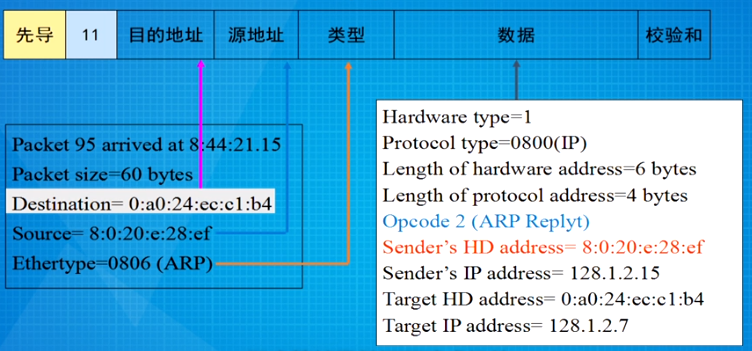 先导 11 目的地址 源地址 类型 数据 校验和
Packet 95 arrived at 8:44:21.15
Packet size=60 bytes
Destination= 0:a0:24:ec:c1:b4
Source= 8:0:20:e:28:ef
Ethertype=0806 (ARP)
Hardware type=1
Protocol type=0800(IP)
Length of hardware address=6 bytes
Length of protocol address=4 bytes
Opcode 2 (ARP Replyt)
Sender’s HD address= 8:0:20:e:28:ef
Sender’s IP address= 128.1.2.15
Target HD address= 0:a0:24:ec:c1:b4
Target IP address= 128.1.2.7